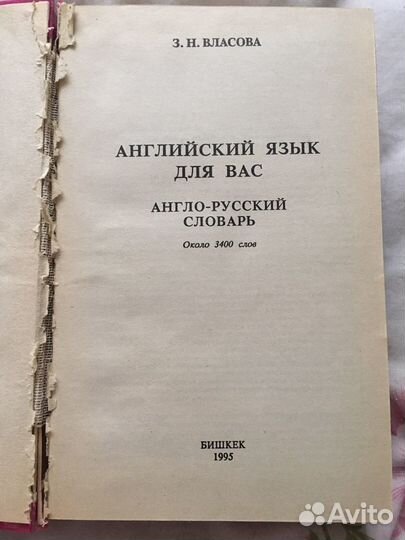 З. Н. ВЛАСОВА
АНГЛИЙСКИЙ ЯЗЫК
ДЛЯ ВАС
АНГЛО-РУССКИЙ
СЛОВАРЬ
Около 3400 слов
БИШКЕК
1995
Avito